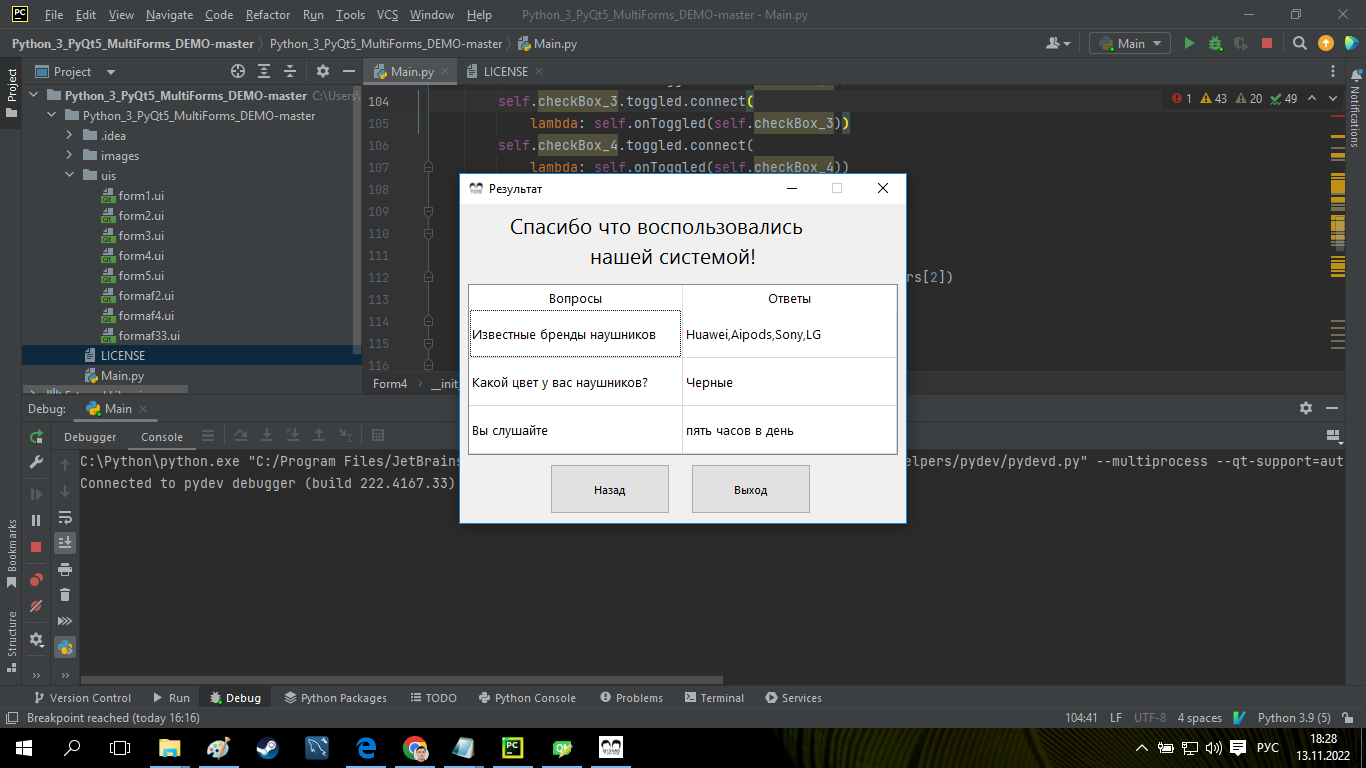 File Edit View Navigate Code Refactor Run Tools VCS Window Help Python_3_PyQt5_MultiForms_DEMO-master - Main.py
Python_3_PyQt5_MultiForms_DEMO-master Python_3_PyQt5_MultiForms_DEMO-master Main.py
Main
Project
Main.py
LICENSE
Project
Python_3_PyQt5_MultiForms_DEMO-master C:\Users\
Python_3_PyQt5_MultiForms_DEMO-master
.idea
images
uis
form1.ui
form2.ui
form3.ui
form4.ui
form5.ui
formaf2.ui
formaf4.ui
formaf33.ui
LICENSE
Main.py
1 43 20 49
104 self.checkBox_3.toggled.connect(
105 lambda: self.onToggled(self.checkBox_3))
106 self.checkBox_4.toggled.connect(
107 lambda: self.onToggled(self.checkBox_4))
108
109
110
111
112 rs[2])
113
114
115
116
Form4 __init_
Notifications
Результат
Спасибо что воспользовались
нашей системой!
Вопросы Ответы
Известные бренды наушников Huawei,Aipods,Sony,LG
Какой цвет у вас наушников? Черные
Вы слушайте пять часов в день
Назад Выход
Debug: Main
Debugger Console
C:\Python\python.exe "C:/Program Files/JetBrains elpers/pydev/pydevd.py" --multiprocess --qt-support=aut
Connected to pydev debugger (build 222.4167.33)
Bookmarks
Structure
Version Control Run Debug Python Packages TODO Python Console Problems Terminal Services
Breakpoint reached (today 16:16) 104:41 LF UTF-8 4 spaces Python 3.9 (5)
РУС
18:28
13.11.2022